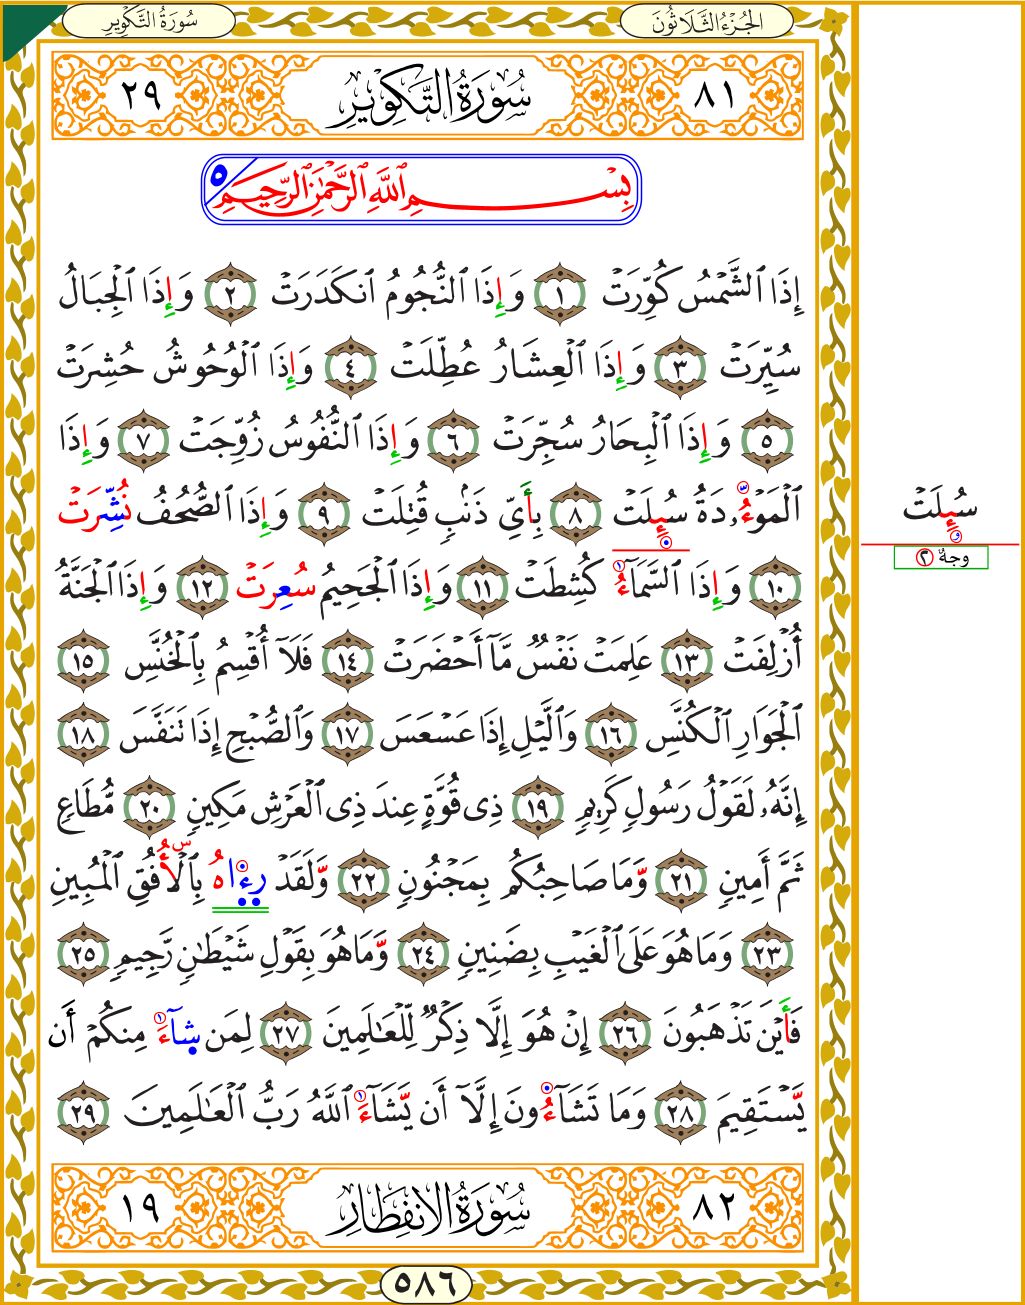 سُورَةُ التَّكْوِيرِ
الجُزْءُ الثَّلَاثُونَ
٨١ سُورَةُ التَّكْوِيرِ ٢٩
بِسْمِ ٱللَّهِ ٱلرَّحْمَٰنِ ٱلرَّحِيمِ ٥
إِذَا ٱلشَّمْسُ كُوِّرَتْ ١ وَإِذَا ٱلنُّجُومُ ٱنكَدَرَتْ ٢ وَإِذَا ٱلْجِبَالُ
سُيِّرَتْ ٣ وَإِذَا ٱلْعِشَارُ عُطِّلَتْ ٤ وَإِذَا ٱلْوُحُوشُ حُشِرَتْ
٥ وَإِذَا ٱلْبِحَارُ سُجِّرَتْ ٦ وَإِذَا ٱلنُّفُوسُ زُوِّجَتْ ٧ وَإِذَا
ٱلْمَوْءُۥدَةُ سُئِلَتْ ٨ بِأَيِّ ذَنۢبٍ قُتِلَتْ ٩ وَإِذَا ٱلصُّحُفُ نُشِّرَتْ
١٠ وَإِذَا ٱلسَّمَآءُ كُشِطَتْ ١١ وَإِذَا ٱلْجَحِيمُ سُعِرَتْ ١٢ وَإِذَا ٱلْجَنَّةُ
أُزْلِفَتْ ١٣ عَلِمَتْ نَفْسٌ مَّآ أَحْضَرَتْ ١٤ فَلَآ أُقْسِمُ بِٱلْخُنَّسِ ١٥
ٱلْجَوَارِ ٱلْكُنَّسِ ١٦ وَٱلَّيْلِ إِذَا عَسْعَسَ ١٧ وَٱلصُّبْحِ إِذَا تَنَفَّسَ ١٨
إِنَّهُۥ لَقَوْلُ رَسُولٍ كَرِيمٍ ١٩ ذِى قُوَّةٍ عِندَ ذِى ٱلْعَرْشِ مَكِينٍ ٢٠ مُّطَاعٍ
ثَمَّ أَمِينٍ ٢١ وَّمَا صَاحِبُكُم بِمَجْنُونٍ ٢٢ وَّلَقَدْ رِءَاهُ بِٱلْأُفُقِ ٱلْمُبِينِ
٢٣ وَمَا هُوَ عَلَى ٱلْغَيْبِ بِضَنِينٍ ٢٤ وَّمَا هُوَ بِقَوْلِ شَيْطَٰنٍ رَّجِيمٍ ٢٥
فَأَيْنَ تَذْهَبُونَ ٢٦ إِنْ هُوَ إِلَّا ذِكْرٌ لِّلْعَٰلَمِينَ ٢٧ لِمَن شِآءَ مِنكُمْ أَن
يَّسْتَقِيمَ ٢٨ وَمَا تَشَآءُونَ إِلَّآ أَن يَّشَآءَ ٱللَّهُ رَبُّ ٱلْعَٰلَمِينَ ٢٩
٨٢ سُورَةُ الِانفِطَارِ ١٩
٥٨٦
سُئِلَتْ
وجهٌ ٢